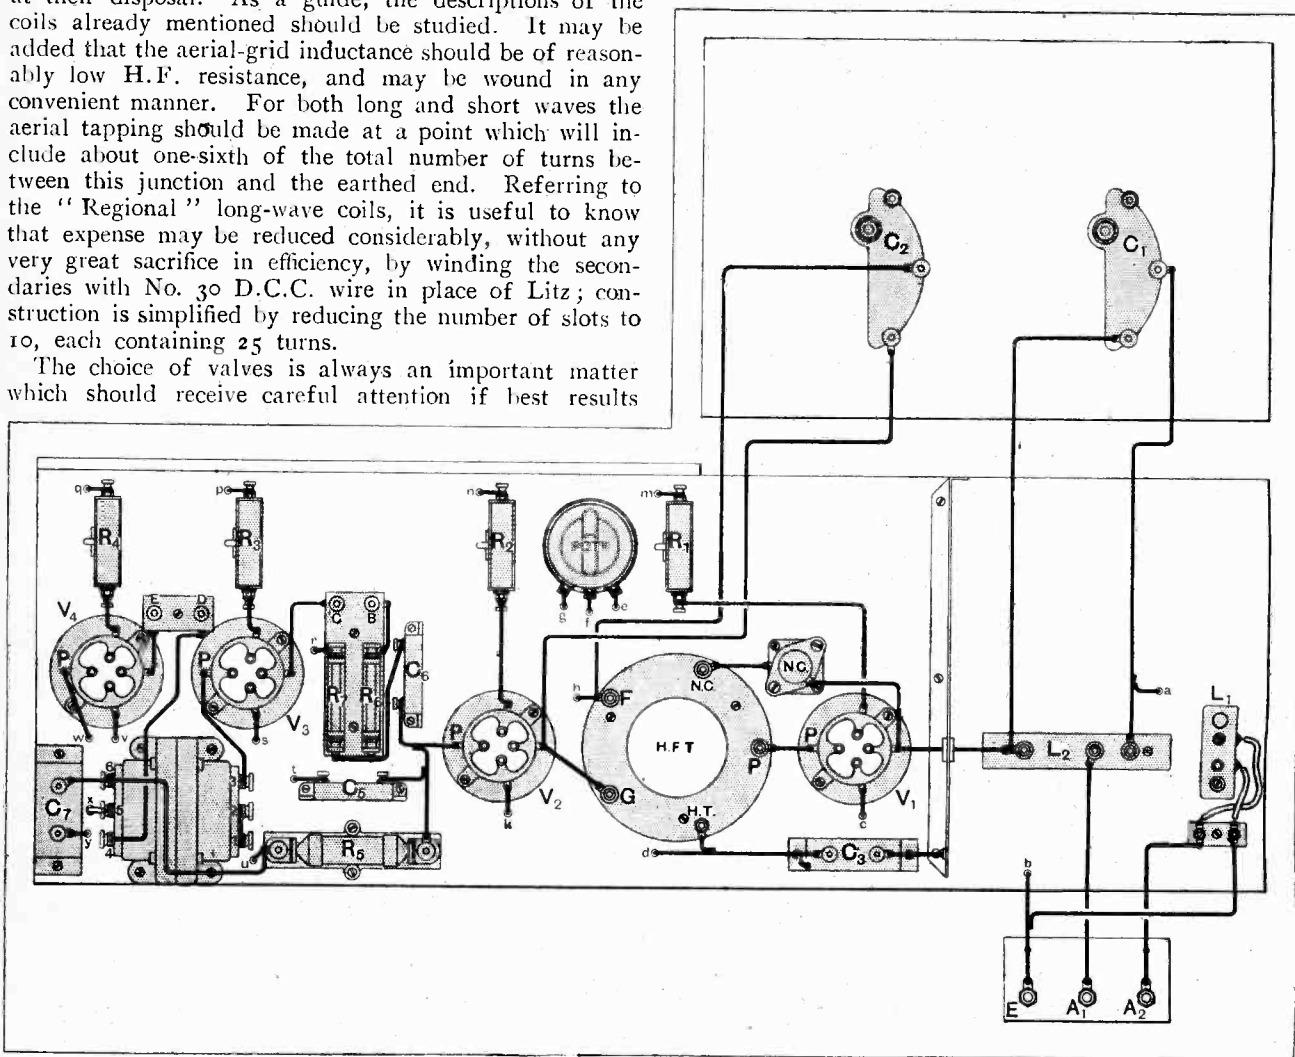 at their disposal. As a guide, the descriptions of the
coils already mentioned should be studied. It may be
added that the aerial-grid inductance should be of reason-
ably low H.F. resistance, and may be wound in any
convenient manner. For both long and short waves the
aerial tapping should be made at a point which will in-
clude about one-sixth of the total number of turns be-
tween this junction and the earthed end. Referring to
the " Regional " long-wave coils, it is useful to know
that expense may be reduced considerably, without any
very great sacrifice in efficiency, by winding the secon-
daries with No. 30 D.C.C. wire in place of Litz; con-
struction is simplified by reducing the number of slots to
10, each containing 25 turns.
The choice of valves is always an important matter
which should receive careful attention if best results
C2
C1
q
p
n
m
R4
R3
R2
POT
R1
g
f
e
V4
E
D
C
B
r
C6
P
P
R7
R6
V3
w
v
s
h
F
N.C.
N.C.
P
H.F.T
P
P
V2
G
V1
k
c
H.T.
L2
a
L1
C7
6
x
5
y
4
3
2
1
t
C5
u
R5
d
C3
b
E
A1
A2